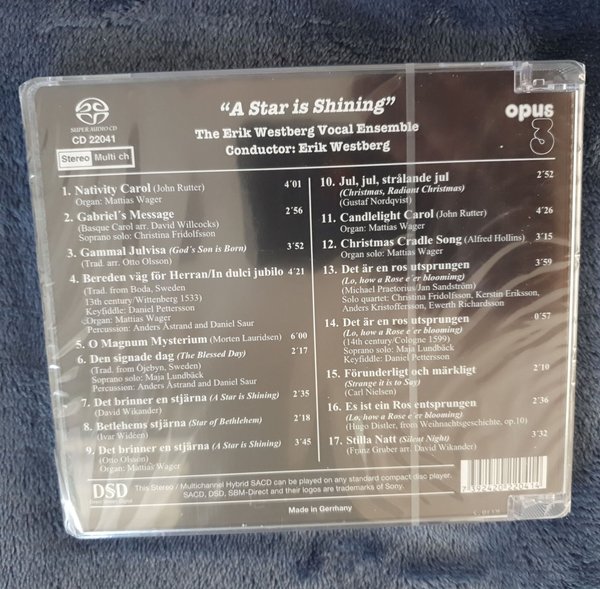 SUPER AUDIO CD
CD 22041
Stereo Multi ch
"A Star is Shining"
The Erik Westberg Vocal Ensemble
Conductor: Erik Westberg
opus
3
1. Nativity Carol (John Rutter) 4´01
Organ: Mattias Wager
2. Gabriel´s Message 2´56
(Basque Carol arr. David Willcocks)
Soprano solo: Christina Fridolfsson
3. Gammal Julvisa (God´s Son is Born) 3´52
(Trad. arr. Otto Olsson)
4. Bereden väg för Herran/In dulci jubilo 4´21
(Trad. from Boda, Sweden
13th century/Wittenberg 1533)
Keyfiddle: Daniel Pettersson
Organ: Mattias Wager
Percussion: Anders Åstrand and Daniel Saur
5. O Magnum Mysterium (Morten Lauridsen) 6´00
6. Den signade dag (The Blessed Day) 2´17
(Trad. from Öjebyn, Sweden)
Soprano solo: Maja Lundbäck
Percussion: Anders Åstrand and Daniel Saur
7. Det brinner en stjärna (A Star is Shining) 2´35
(David Wikander)
8. Betlehems stjärna (Star of Bethlehem) 2´18
(Ivar Widéen)
9. Det brinner en stjärna (A Star is Shining) 3´45
(Otto Olsson)
Organ: Mattias Wager
10. Jul, jul, strålande jul 2´52
(Christmas, Radiant Christmas)
(Gustaf Nordqvist)
11. Candlelight Carol (John Rutter) 4´26
Organ: Mattias Wager
12. Christmas Cradle Song (Alfred Hollins) 3´15
Organ solo: Mattias Wager
13. Det är en ros utsprungen 3´59
(Lo, how a Rose e´er bloomimg)
(Michael Praetorius/Jan Sandström)
Solo quartet: Christina Fridolfsson, Kerstin Eriksson,
Anders Kristoffersson, Ewerth Richardsson
14. Det är en ros utsprungen 0´57
(Lo, how a Rose e´er blooming)
(14th century/Cologne 1599)
Soprano solo: Maja Lundbäck
Keyfiddle: Daniel Pettersson
15. Förunderligt och märkligt 2´10
(Strange it is to Say)
(Carl Nielsen)
16. Es ist ein Ros entsprungen 2´36
(Lo, how a Rose e´er blooming)
(Hugo Distler, from Weihnachtsgeschichte, op.10)
17. Stilla Natt (Silent Night) 3´32
(Franz Gruber arr. David Wikander)
DSD
Direct Stream Digital
This Stereo / Multichannel Hybrid SACD can be played on any standard compact disc player.
SACD, DSD, SBM-Direct and their logos are trademarks of Sony.
Made in Germany
7 392420 220414